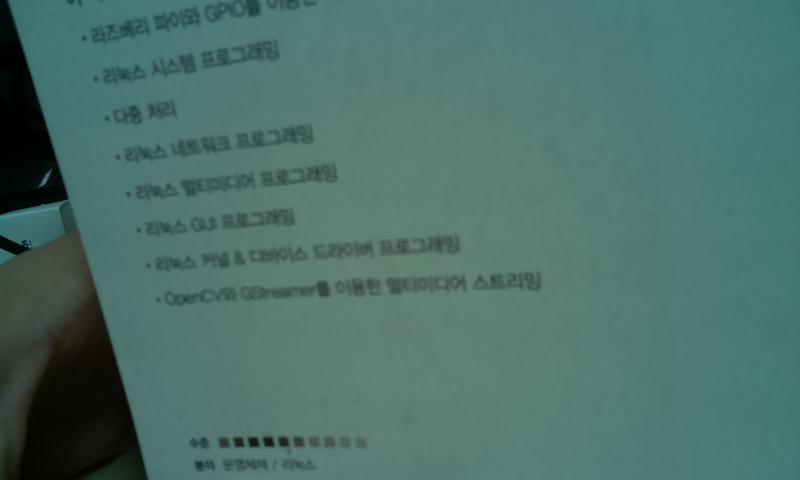 • 라즈베리 파이와 GPIO를 이용한
• 리눅스 시스템 프로그래밍
• 다중 처리
• 리눅스 네트워크 프로그래밍
• 리눅스 멀티미디어 프로그래밍
• 리눅스 GUI 프로그래밍
• 리눅스 커널 & 디바이스 드라이버 프로그래밍
• OpenCV와 GStreamer를 이용한 멀티미디어 스트리밍
수준
분야 운영체제 / 리눅스